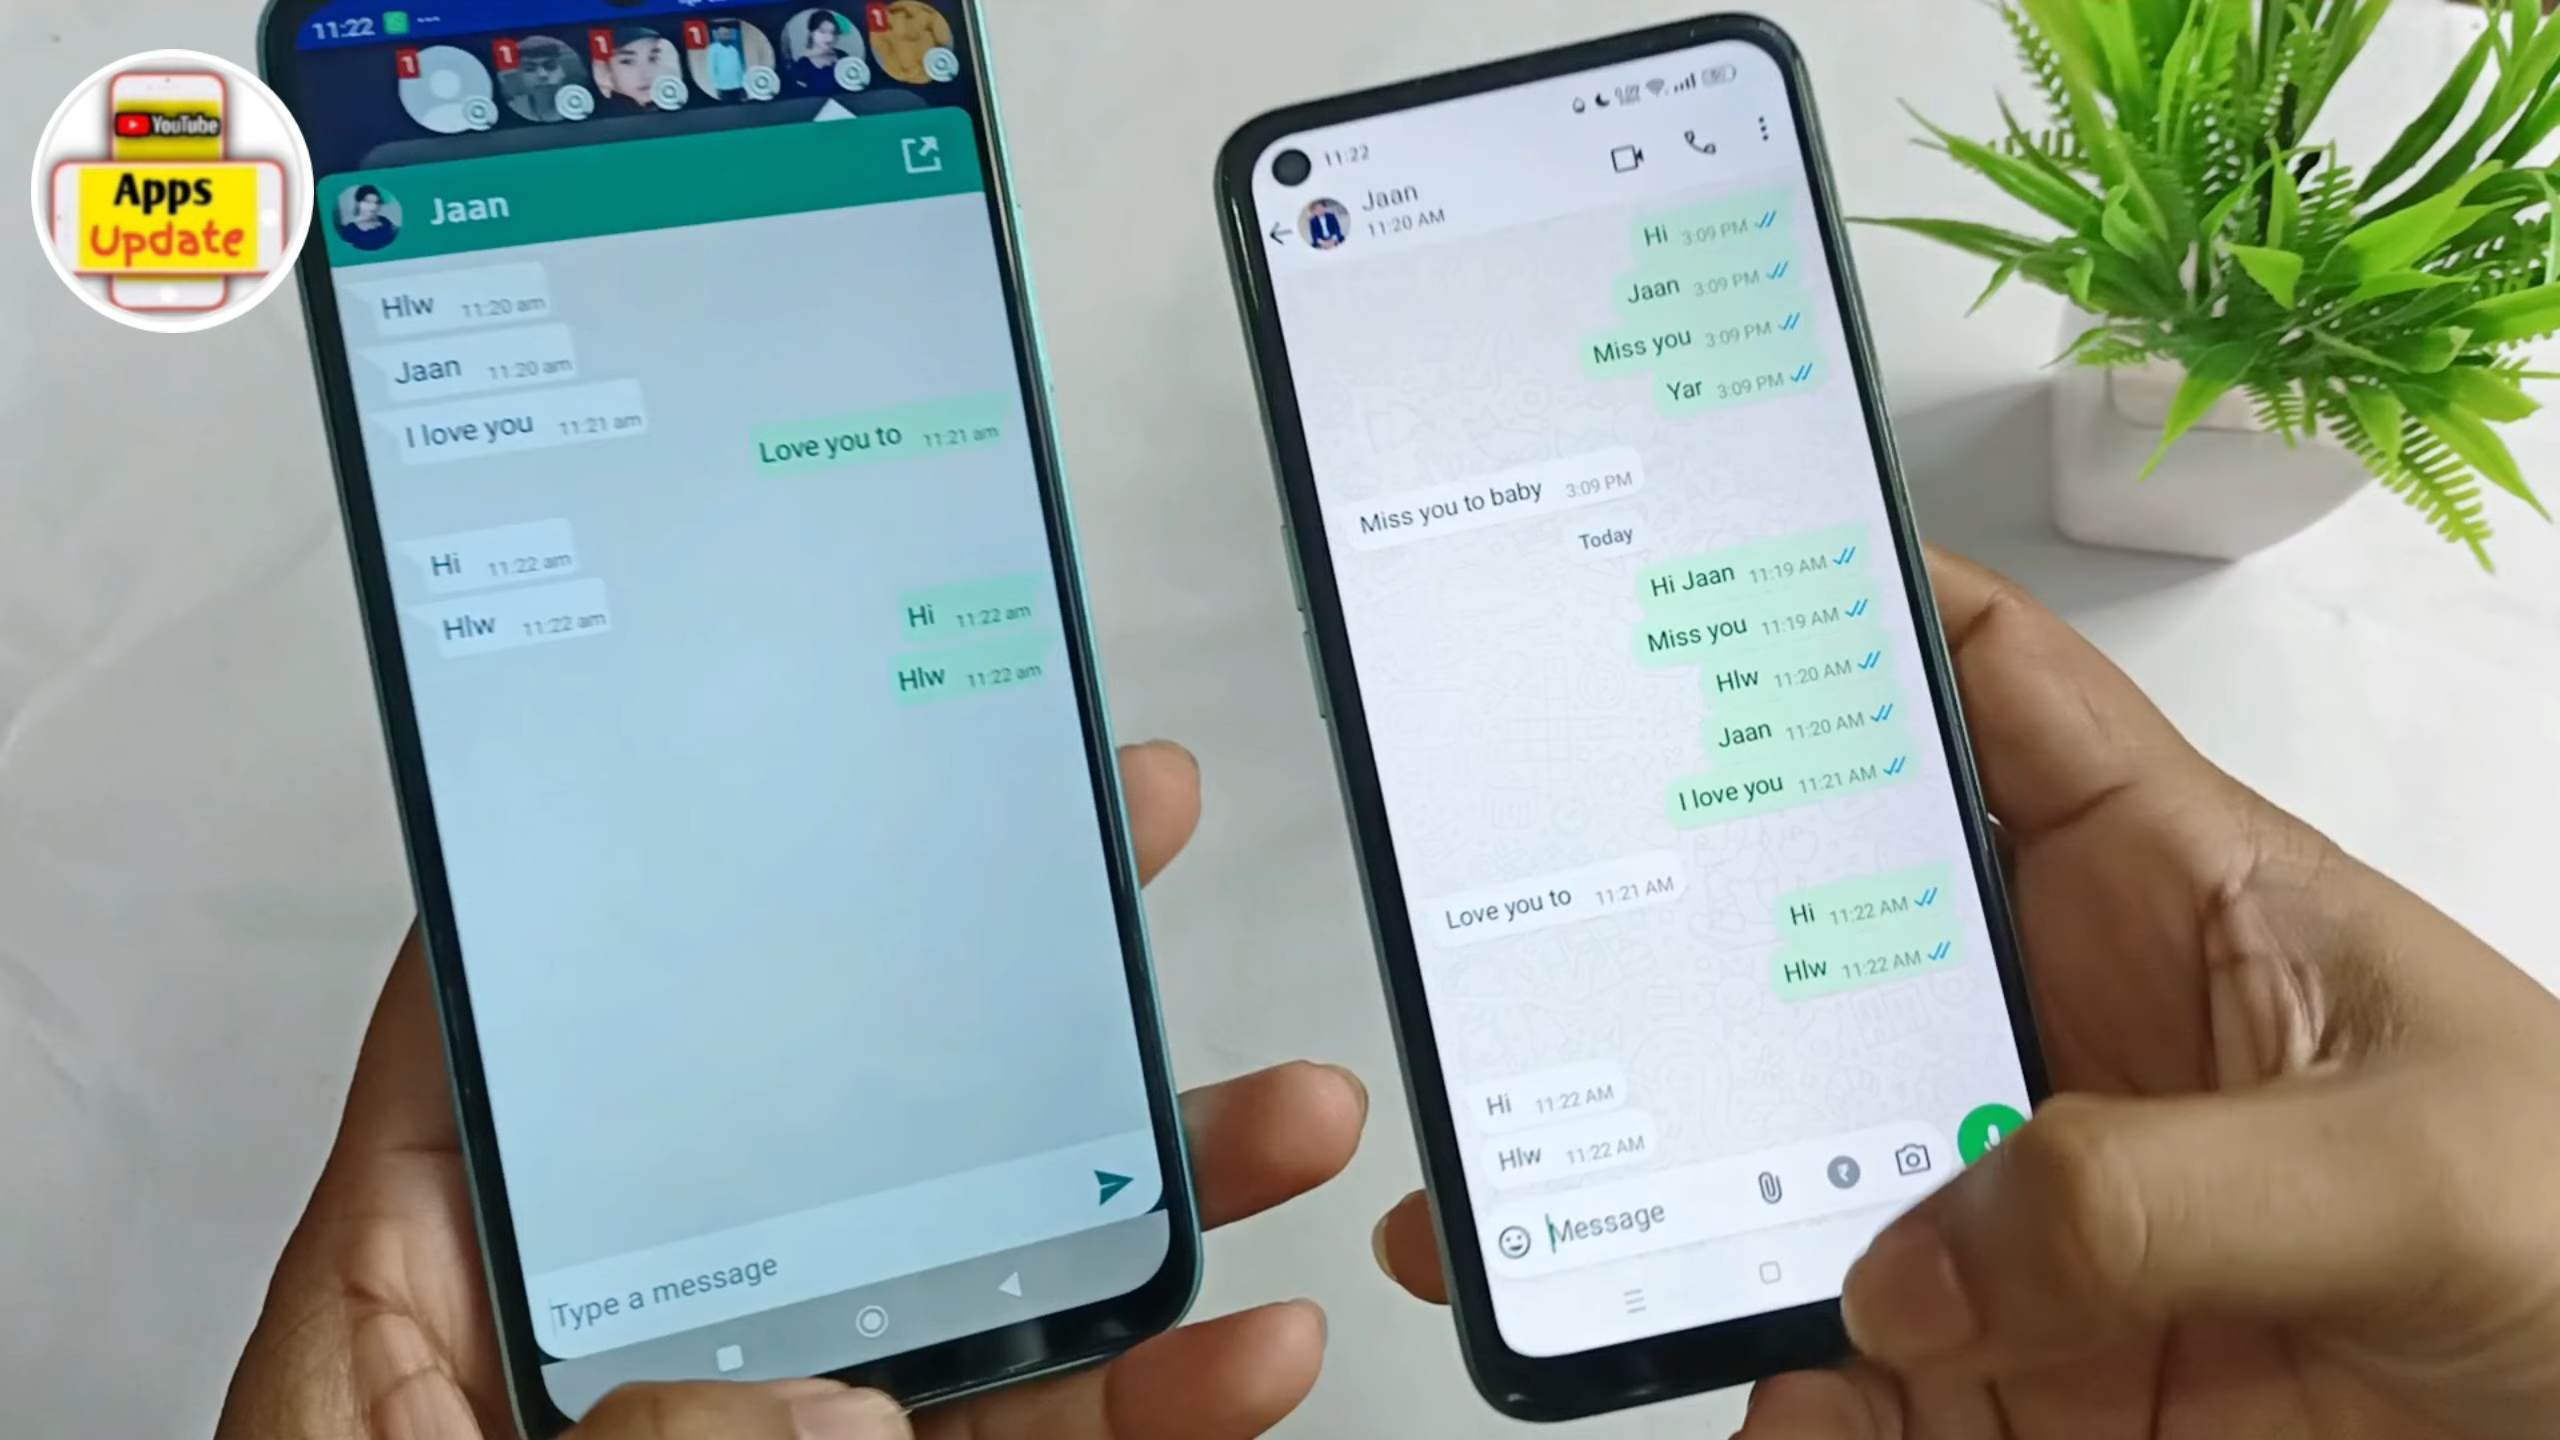 YouTube
Apps
Update
11:22
1
1
1
1
1
Jaan
Hlw 11:20 am
Jaan 11:20 am
I love you 11:21 am
Love you to 11:21 am
Hi 11:22 am
Hlw 11:22 am
Hi 11:22 am
Hlw 11:22 am
Type a message
11:22
Jaan
11:20 AM
Hi 3:09 PM
Jaan 3:09 PM
Miss you 3:09 PM
Yar 3:09 PM
Miss you to baby 3:09 PM
Today
Hi Jaan 11:19 AM
Miss you 11:19 AM
Hlw 11:20 AM
Jaan 11:20 AM
I love you 11:21 AM
Love you to 11:21 AM
Hi 11:22 AM
Hlw 11:22 AM
Hi 11:22 AM
Hlw 11:22 AM
Message
₹